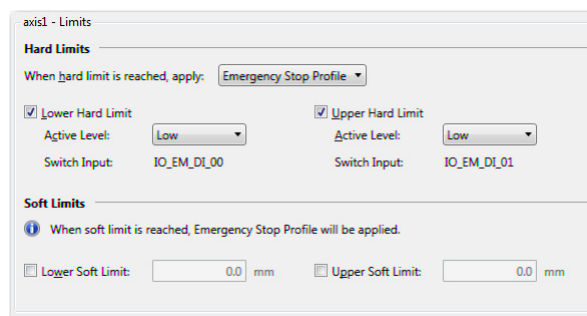 axis1 - Limits
Hard Limits
When hard limit is reached, apply: Emergency Stop Profile
Lower Hard Limit Upper Hard Limit
Active Level: Low Active Level: Low
Switch Input: IO_EM_DI_00 Switch Input: IO_EM_DI_01
Soft Limits
When soft limit is reached, Emergency Stop Profile will be applied.
Lower Soft Limit: 0.0 mm Upper Soft Limit: 0.0 mm